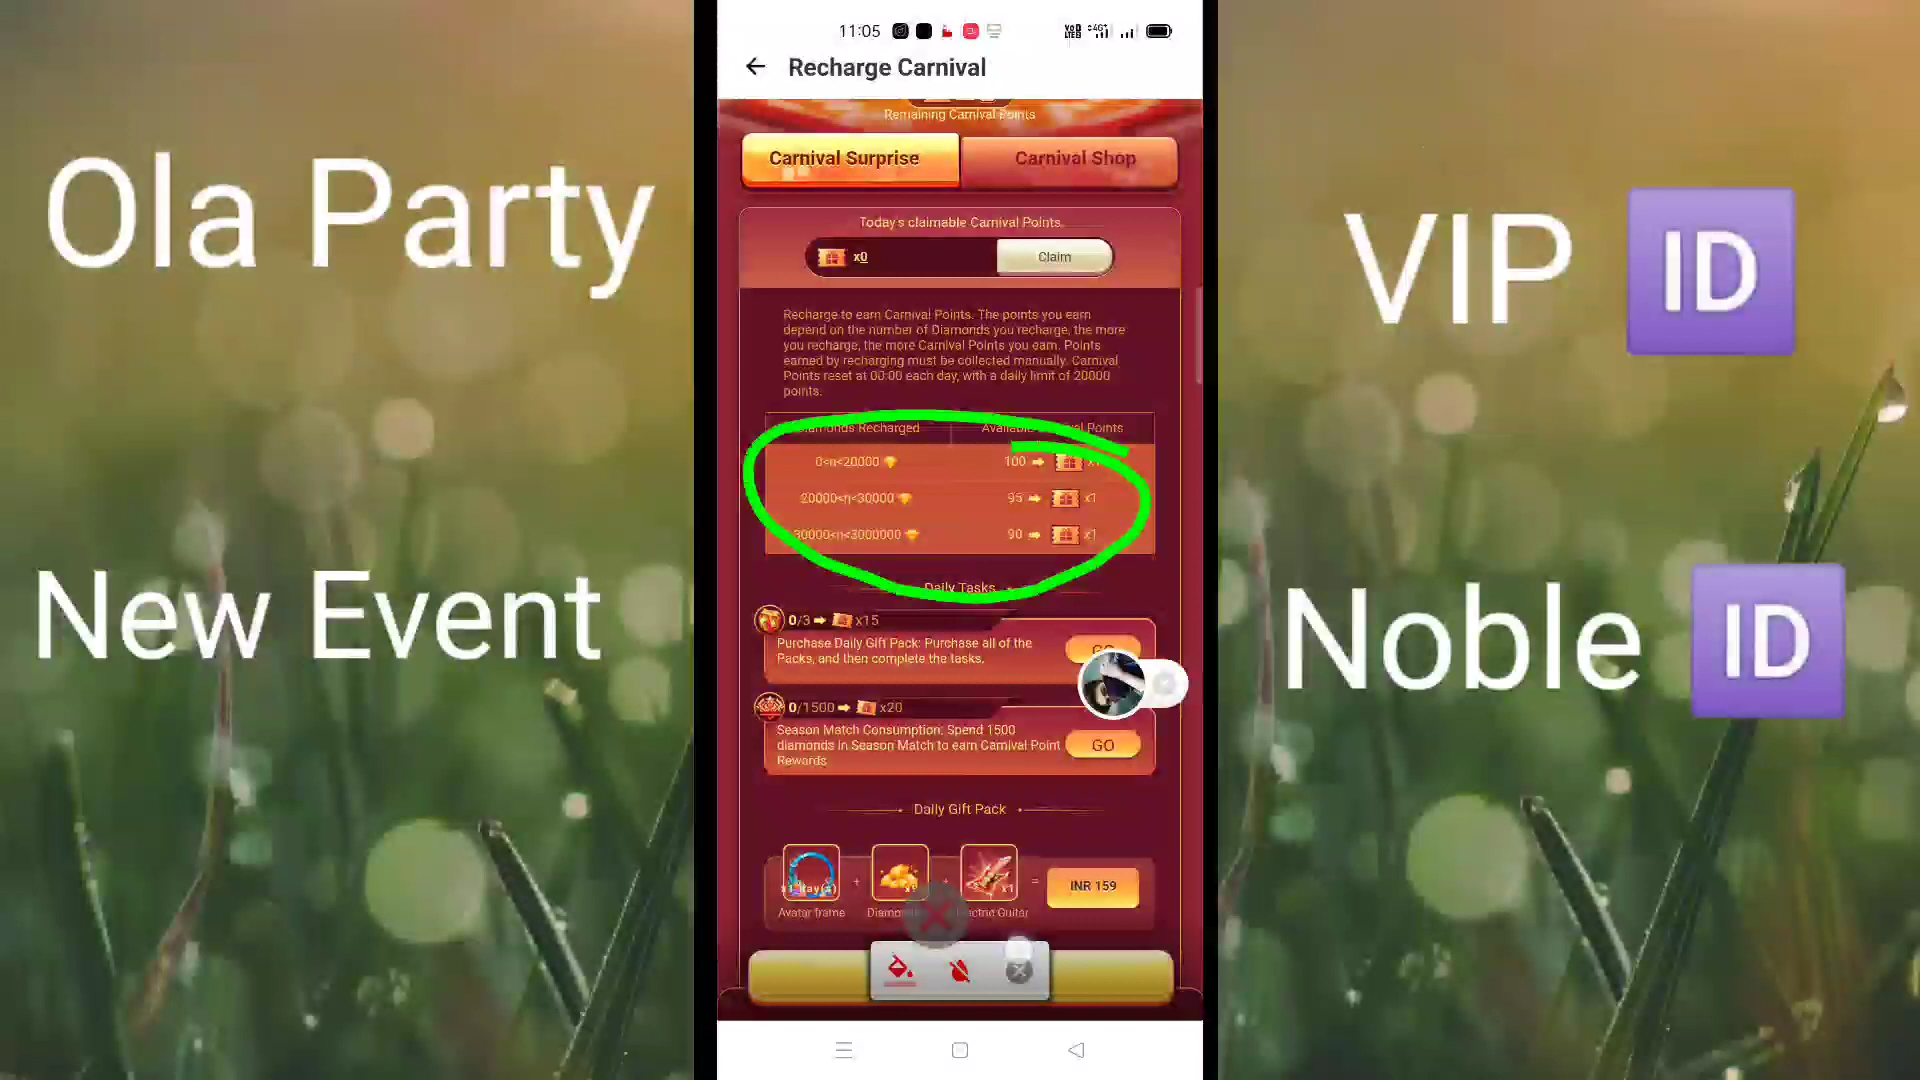 Ola Party
New Event
11:05
Recharge Carnival
Remaining Carnival Points
Carnival Surprise
Carnival Shop
Today's claimable Carnival Points.
x0
Claim
Recharge to earn Carnival Points. The points you earn
depend on the number of Diamonds you recharge, the more
you recharge, the more Carnival Points you earn. Points
earned by recharging must be collected manually. Carnival
Points reset at 00:00 each day, with a daily limit of 20000
points.
Recharged
Points
0<n<20000
100
20000<n<30000
95 x1
30000<n<3000000
90 x1
Daily Tasks
0/3 x15
Purchase Daily Gift Pack: Purchase all of the
Packs, and then complete the tasks.
0/1500 x20
Season Match Consumption: Spend 1500
diamonds in Season Match to earn Carnival Point
Rewards
GO
Daily Gift Pack
+
x1
=
INR 159
Avatar frame
Guitar
VIP 🆔
Noble 🆔